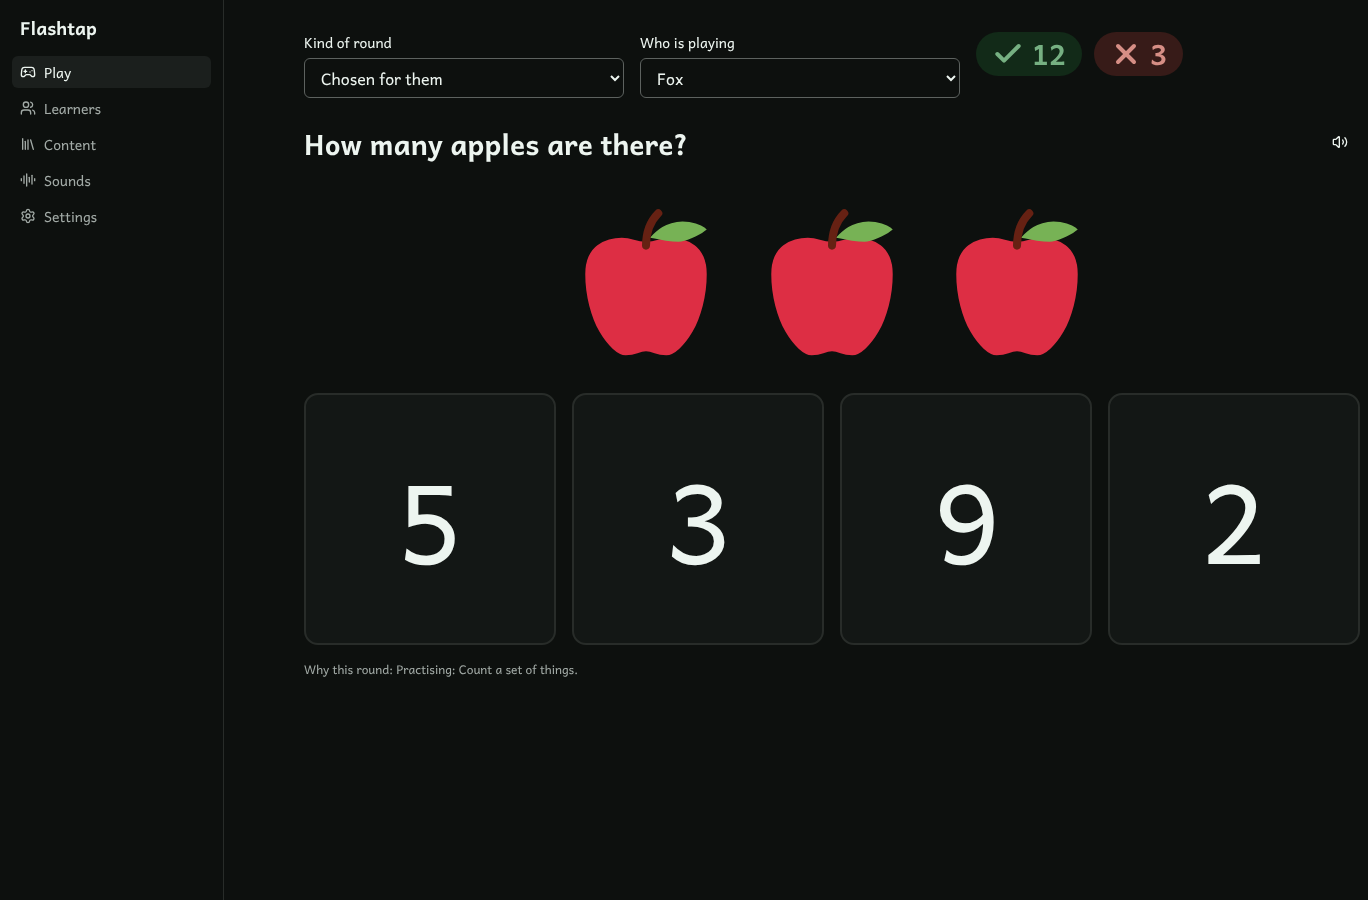 Flashtap
Play
Learners
Content
Sounds
Settings
Kind of round
Chosen for them
Who is playing
Fox
12
3
How many apples are there?
5
3
9
2
Why this round: Practising: Count a set of things.